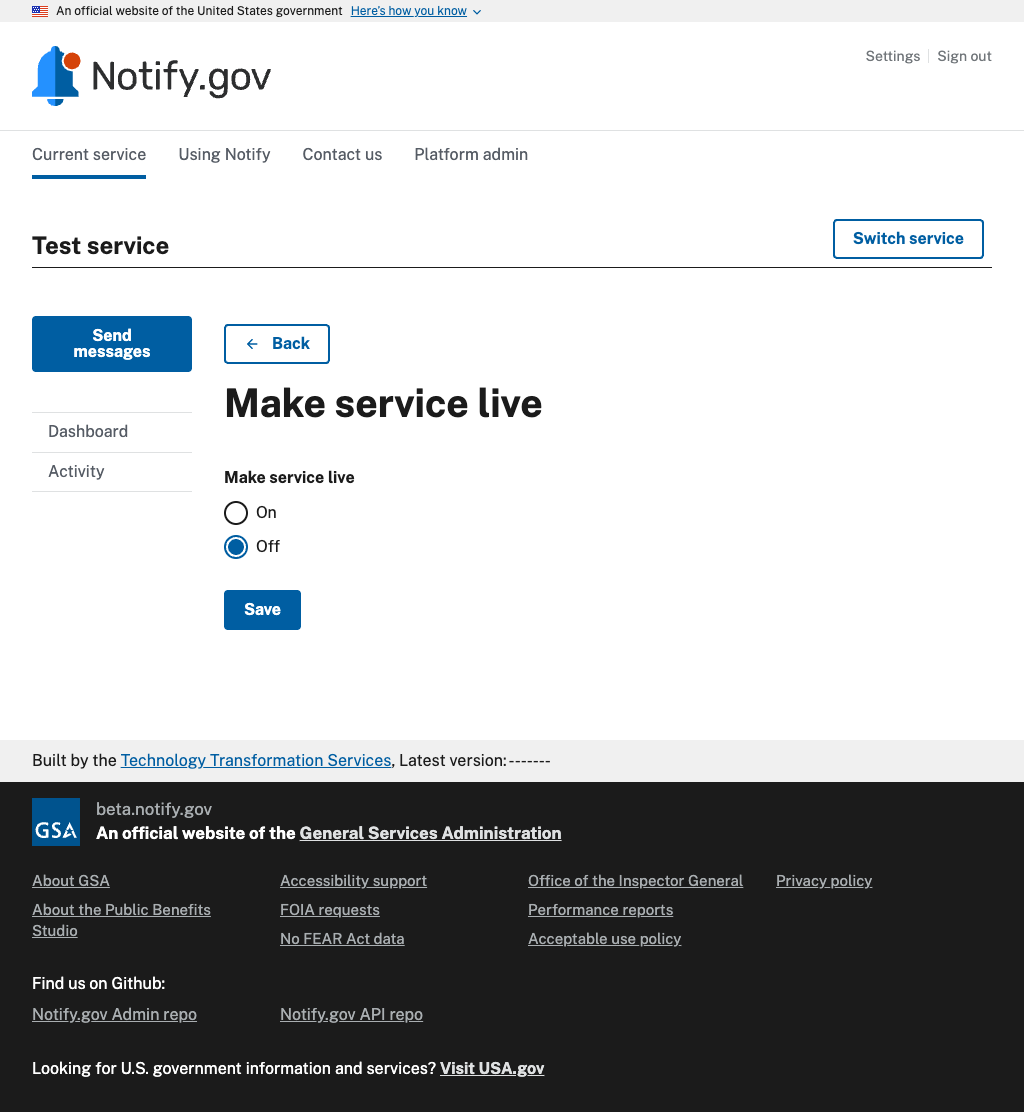 An official website of the United States government Here's how you know
Notify.gov
Settings Sign out
Current service Using Notify Contact us Platform admin
Test service
Switch service
Send
messages
Dashboard
Activity
Back
Make service live
Make service live
On
Off
Save
Built by the Technology Transformation Services, Latest version:-------
GSA
beta.notify.gov
An official website of the General Services Administration
About GSA
About the Public Benefits
Studio
Accessibility support
FOIA requests
No FEAR Act data
Office of the Inspector General
Performance reports
Acceptable use policy
Privacy policy
Find us on Github:
Notify.gov Admin repo Notify.gov API repo
Looking for U.S. government information and services? Visit USA.gov